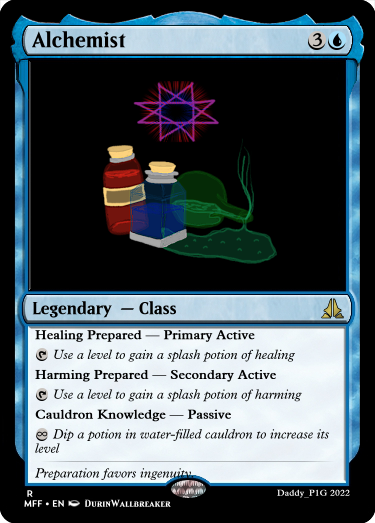 Alchemist 3
Legendary — Class
Healing Prepared — Primary Active
Use a level to gain a splash potion of healing
Harming Prepared — Secondary Active
Use a level to gain a splash potion of harming
Cauldron Knowledge — Passive
Dip a potion in water-filled cauldron to increase its
level
Preparation favors ingenuity.
R Daddy_P1G 2022
MFF • EN DurinWallbreaker